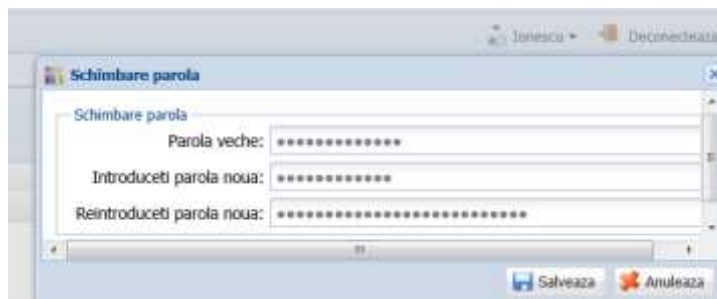 Ionescu Deconecteaza
Schimbare parola
Schimbare parola
Parola veche: •••••••••••••
Introduceti parola noua: ••••••••••••
Reintroduceti parola noua: ••••••••••••••••••••••••••
Salveaza Anuleaza